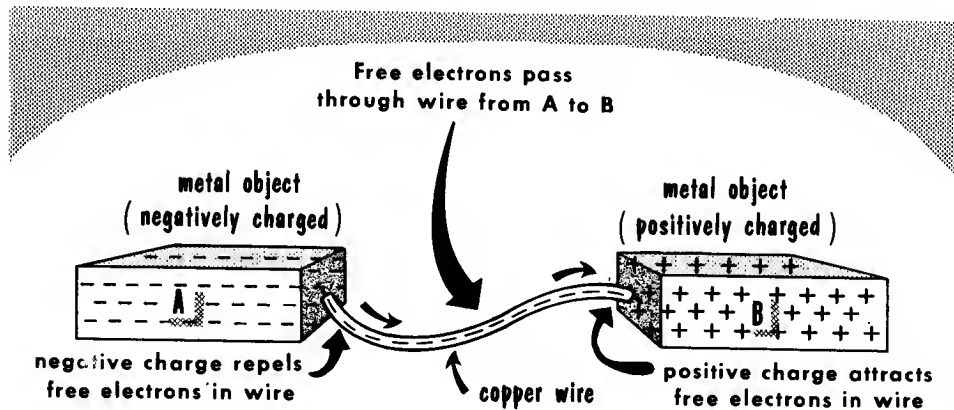 Free electrons pass
through wire from A to B
metal object
( negatively charged )
metal object
( positively charged )
A
B
negative charge repels
free electrons in wire
copper wire
positive charge attracts
free electrons in wire